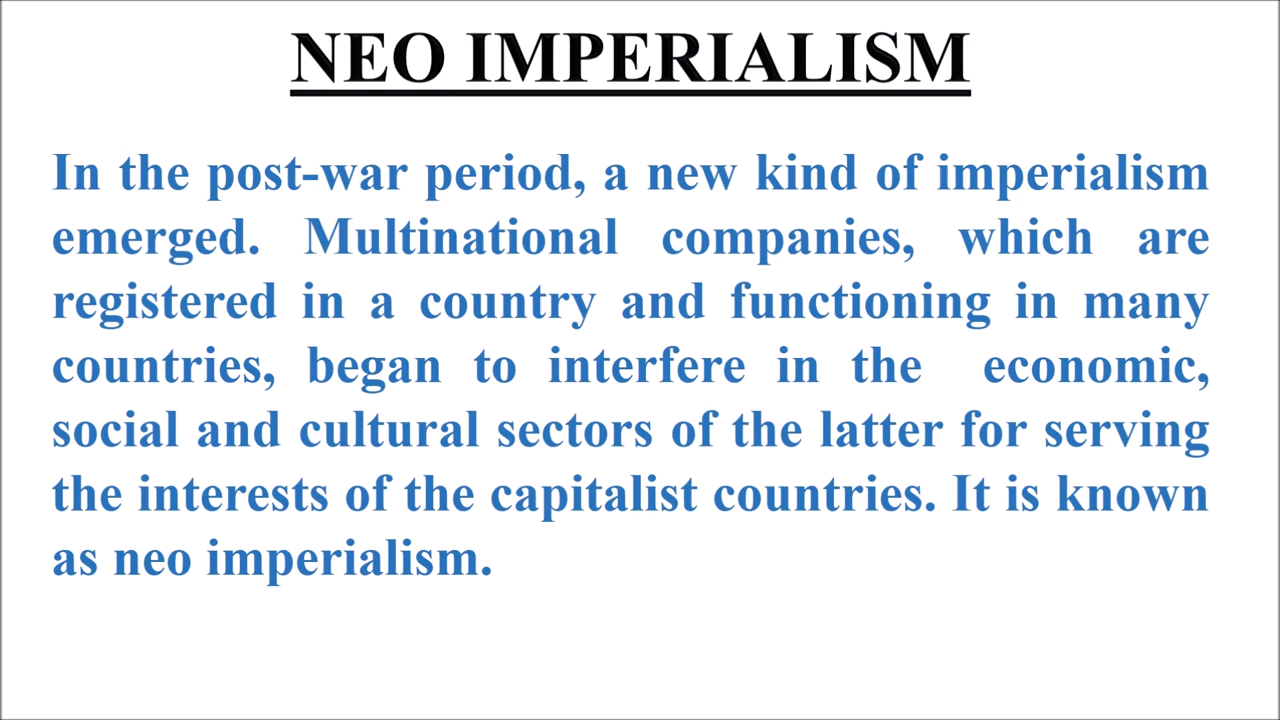 NEO IMPERIALISM
In the post-war period, a new kind of imperialism
emerged. Multinational companies, which are
registered in a country and functioning in many
countries, began to interfere in the economic,
social and cultural sectors of the latter for serving
the interests of the capitalist countries. It is known
as neo imperialism.